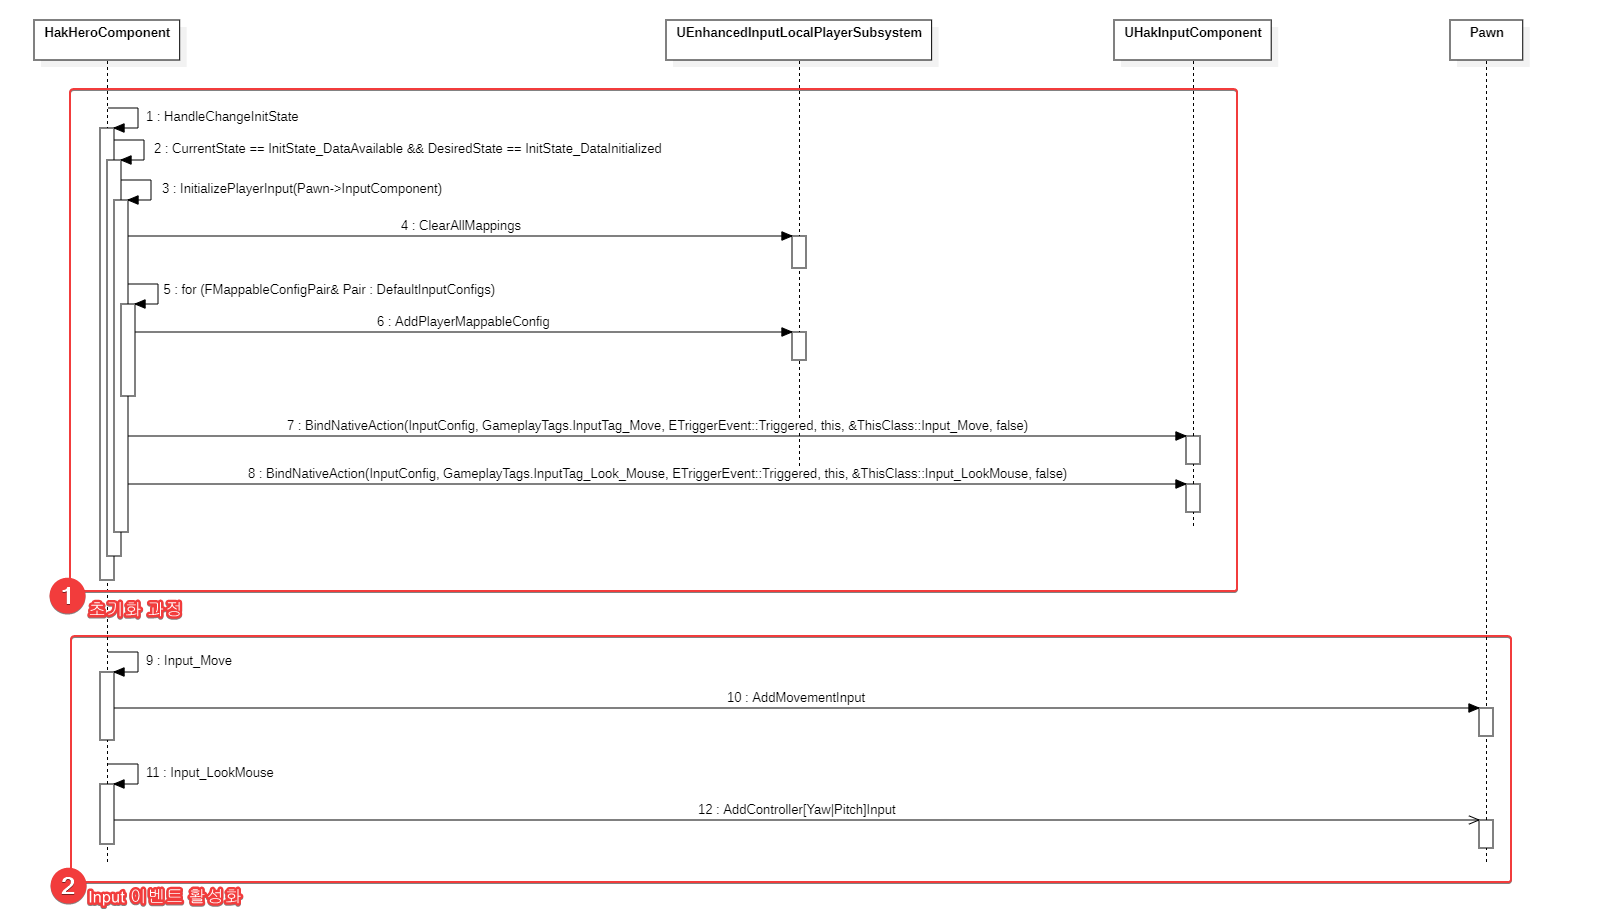 HakHeroComponent
UEnhancedInputLocalPlayerSubsystem
UHakInputComponent
Pawn
1 : HandleChangeInitState
2 : CurrentState == InitState_DataAvailable && DesiredState == InitState_DataInitialized
3 : InitializePlayerInput(Pawn->InputComponent)
4 : ClearAllMappings
5 : for (FMappableConfigPair& Pair : DefaultInputConfigs)
6 : AddPlayerMappableConfig
7 : BindNativeAction(InputConfig, GameplayTags.InputTag_Move, ETriggerEvent::Triggered, this, &ThisClass::Input_Move, false)
8 : BindNativeAction(InputConfig, GameplayTags.InputTag_Look_Mouse, ETriggerEvent::Triggered, this, &ThisClass::Input_LookMouse, false)
1
초기화 과정
9 : Input_Move
10 : AddMovementInput
11 : Input_LookMouse
12 : AddController[Yaw|Pitch]Input
2
Input 이벤트 활성화